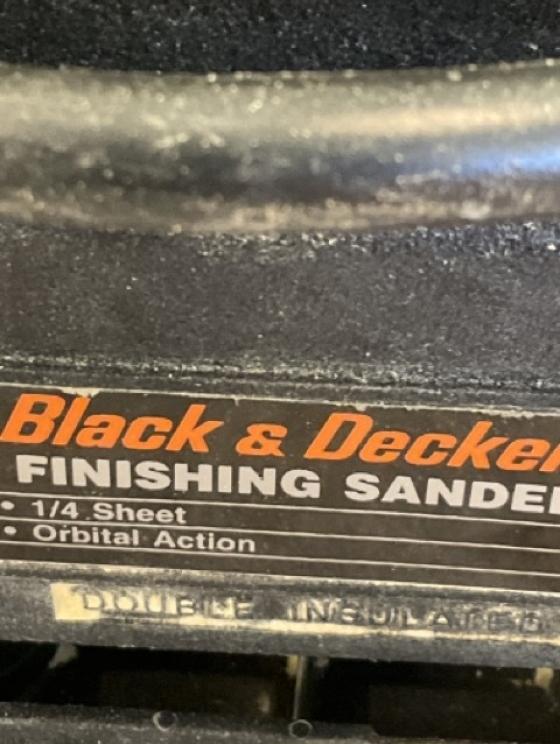 Black & Decker
FINISHING SANDER
• 1/4 Sheet
• Orbital Action
DOUBLE INSULATED